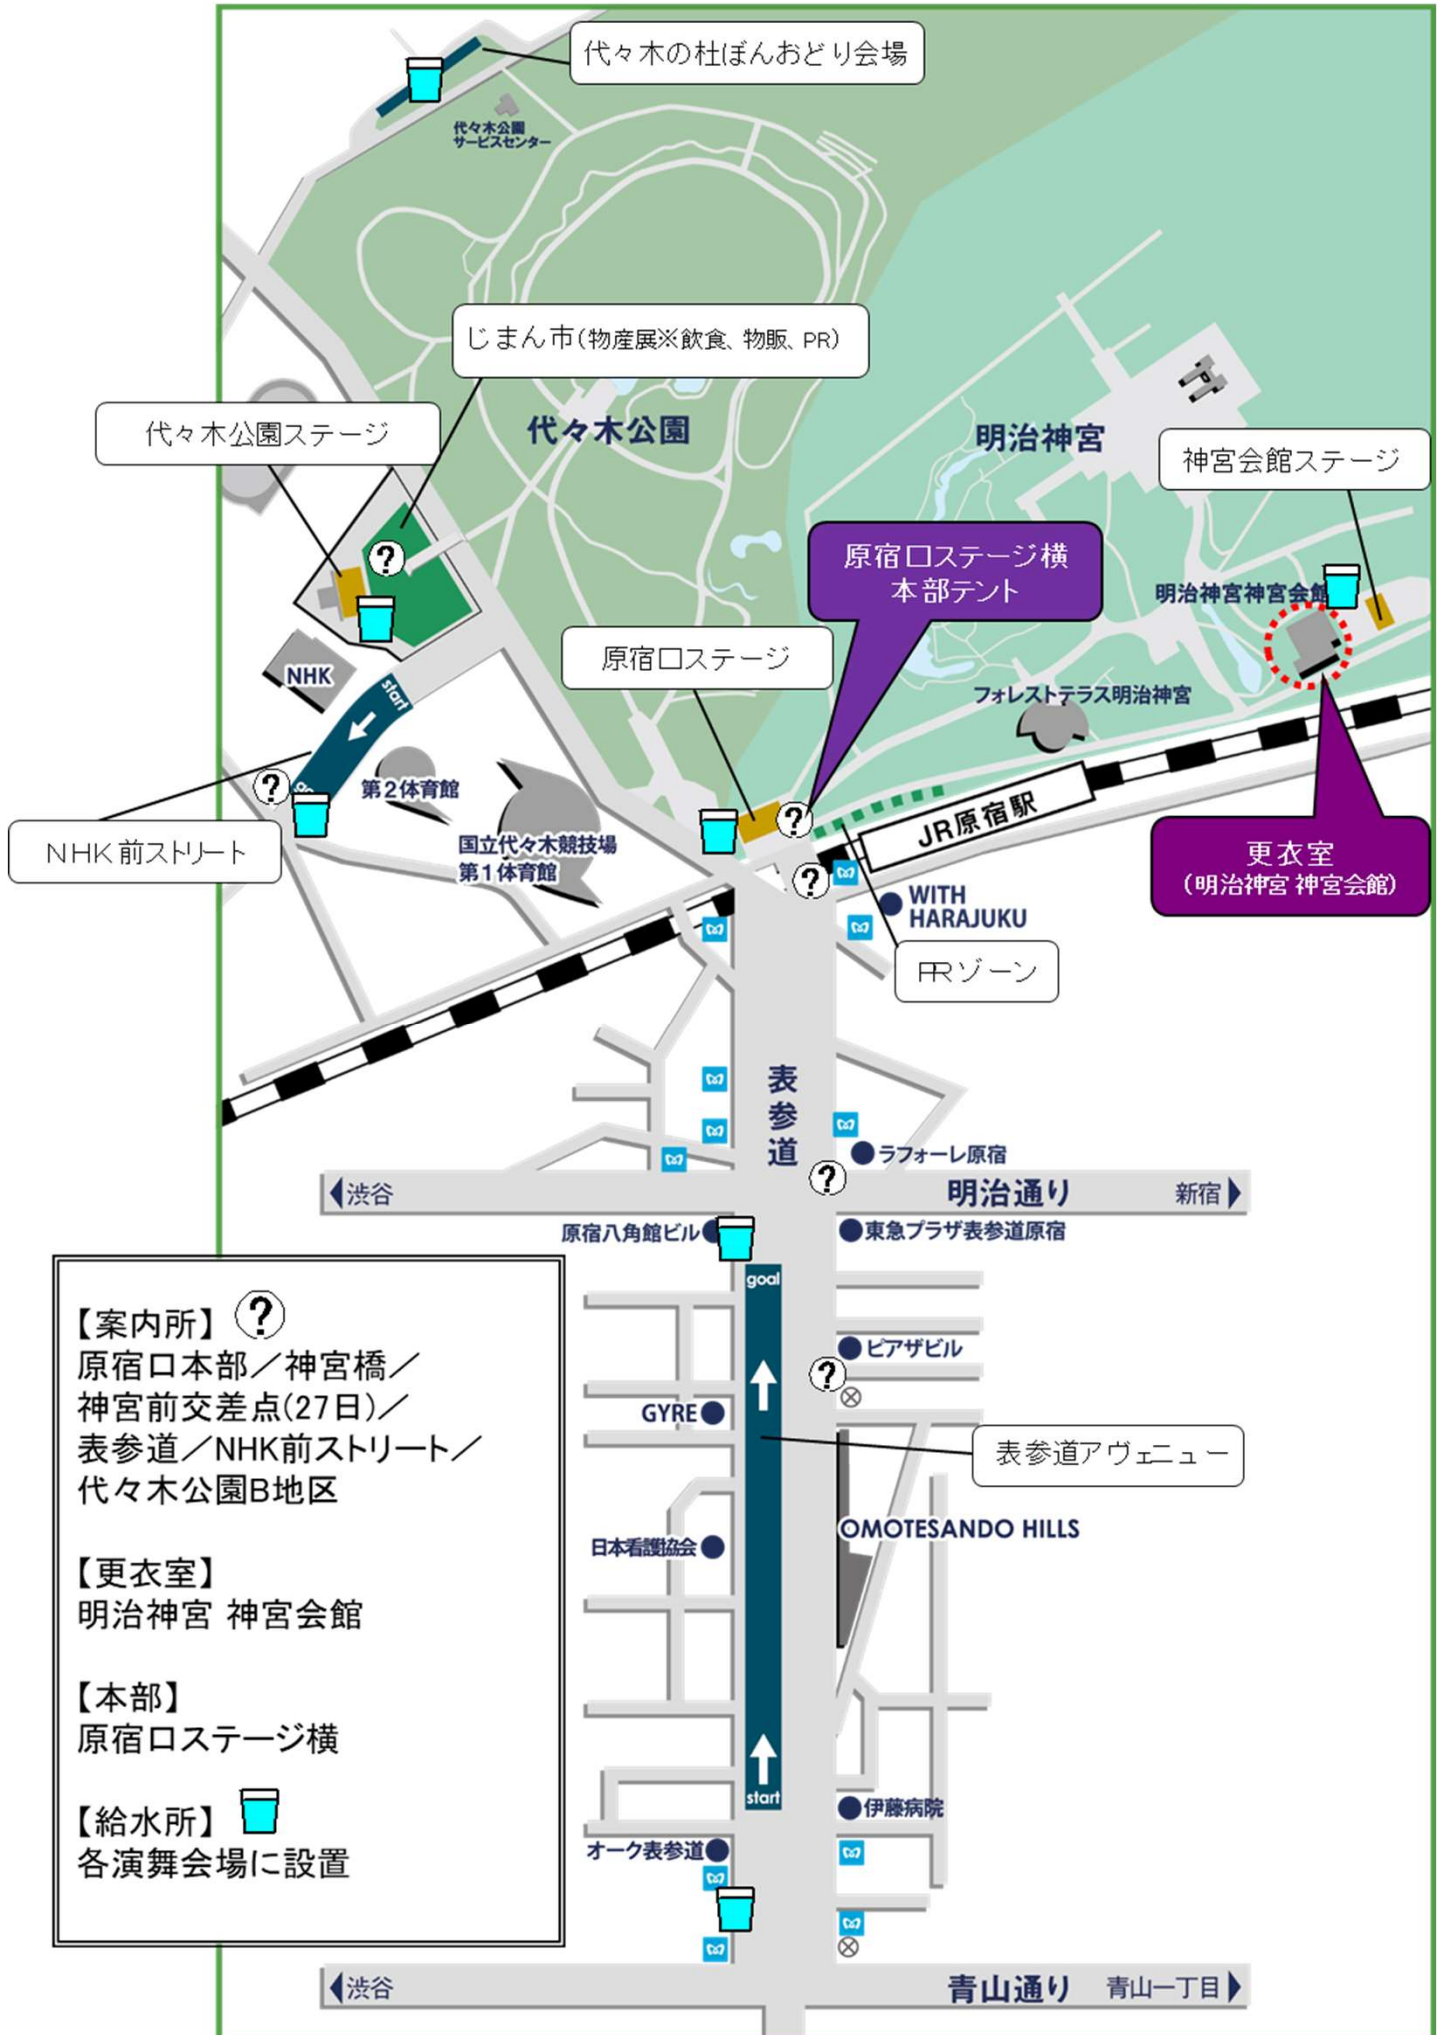 代々木の杜ぼんおどり会場
代々木公園
サービスセンター
じまん市(物産展※飲食、物販、PR)
代々木公園ステージ
代々木公園
明治神宮
神宮会館ステージ
原宿口ステージ横
本部テント
明治神宮神宮会館
原宿口ステージ
NHK
start
フォレストテラス明治神宮
第2体育館
go
NHK前ストリート
国立代々木競技場
第1体育館
JR原宿駅
更衣室
(明治神宮 神宮会館)
WITH
HARAJUKU
PRゾーン
表参道
ラフォーレ原宿
渋谷
明治通り
新宿
原宿八角館ビル
東急プラザ表参道原宿
goal
ピアザビル
GYRE
表参道アヴェニュー
OMOTESANDO HILLS
日本看護協会
start
伊藤病院
オーク表参道
渋谷
青山通り
青山一丁目
【案内所】 ?
原宿口本部／神宮橋／
神宮前交差点(27日)／
表参道／NHK前ストリート／
代々木公園B地区
【更衣室】
明治神宮 神宮会館
【本部】
原宿口ステージ横
【給水所】
各演舞会場に設置